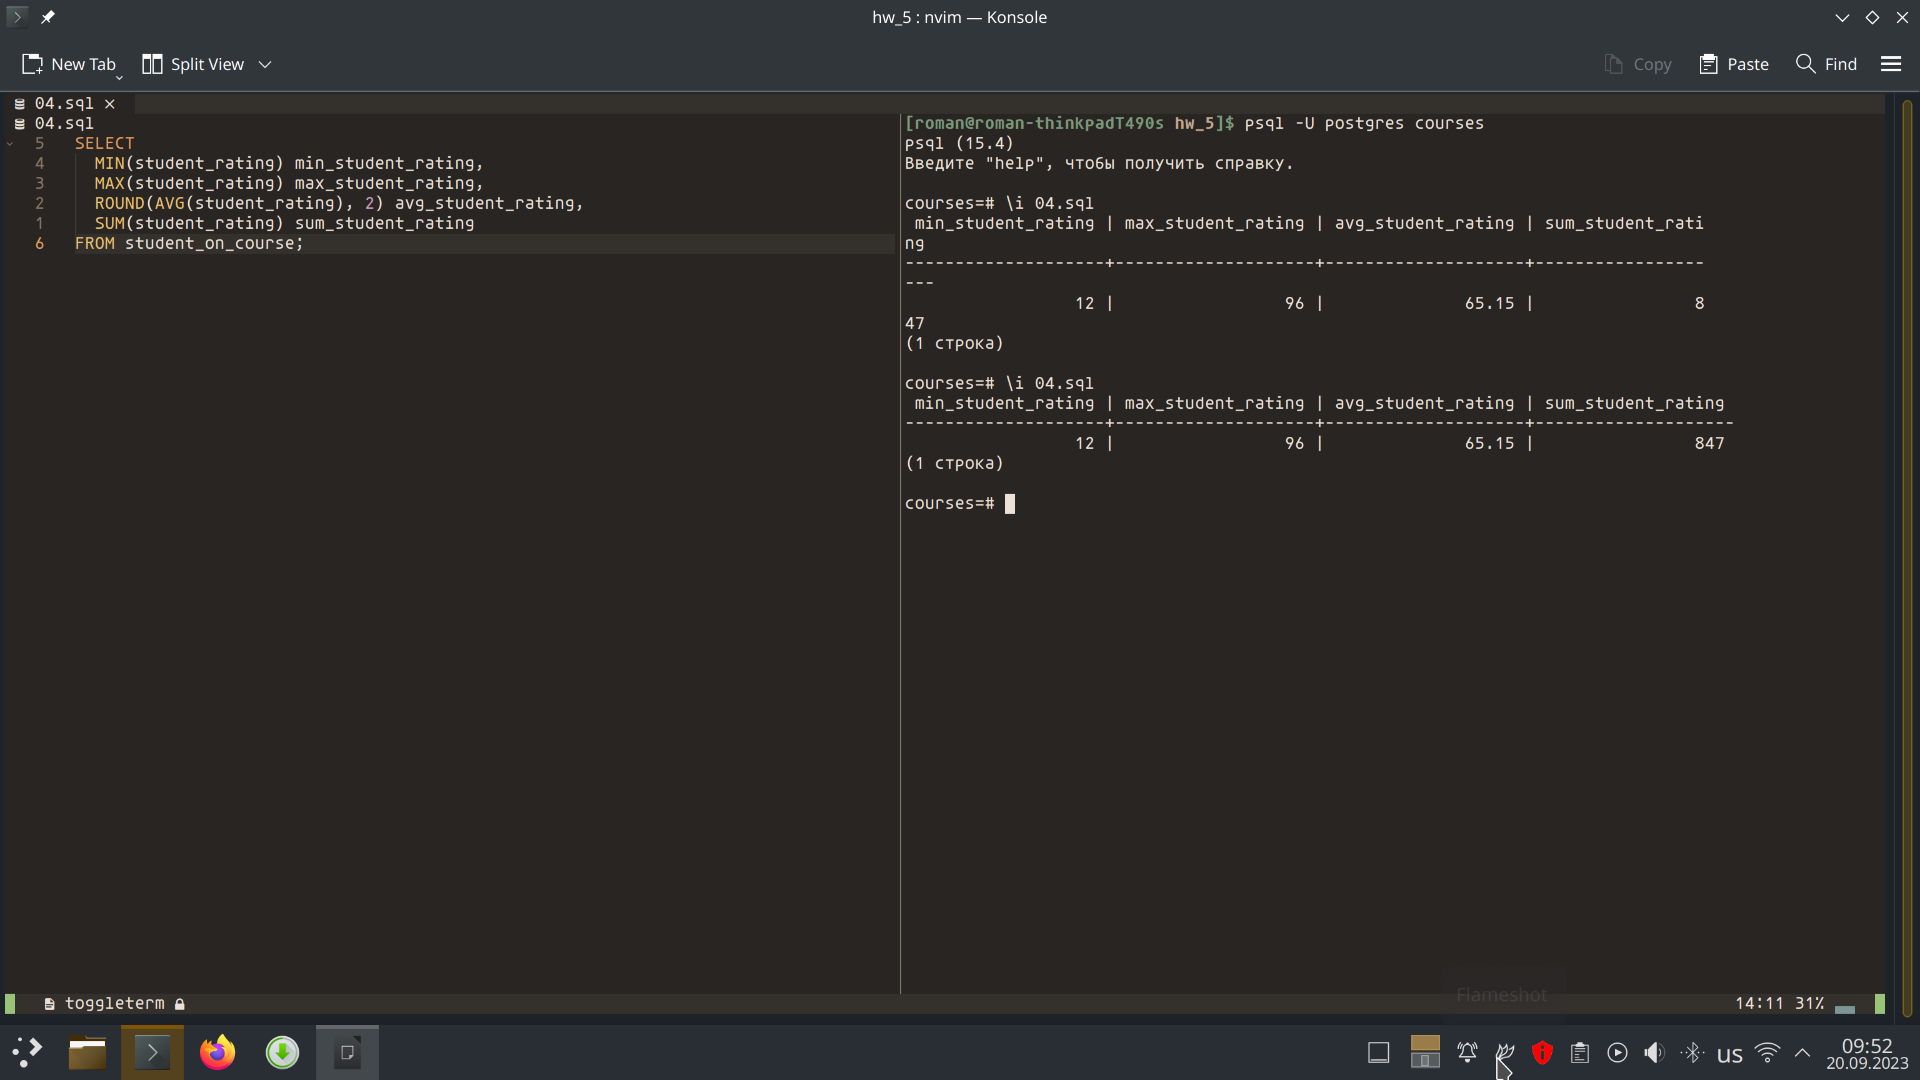 hw_5 : nvim — Konsole
New Tab Split View Copy Paste Find
04.sql
04.sql
5 SELECT
4 MIN(student_rating) min_student_rating,
3 MAX(student_rating) max_student_rating,
2 ROUND(AVG(student_rating), 2) avg_student_rating,
1 SUM(student_rating) sum_student_rating
6 FROM student_on_course;
[roman@roman-thinkpadT490s hw_5]$ psql -U postgres courses
psql (15.4)
Введите "help", чтобы получить справку.
courses=# \i 04.sql
min_student_rating | max_student_rating | avg_student_rating | sum_student_rati
ng
--------------------+--------------------+--------------------+-----------------
---
12 | 96 | 65.15 | 8
47
(1 строка)
courses=# \i 04.sql
min_student_rating | max_student_rating | avg_student_rating | sum_student_rating
--------------------+--------------------+--------------------+--------------------
12 | 96 | 65.15 | 847
(1 строка)
courses=#
Flameshot
toggleterm 14:11 31%
us 09:52
20.09.2023